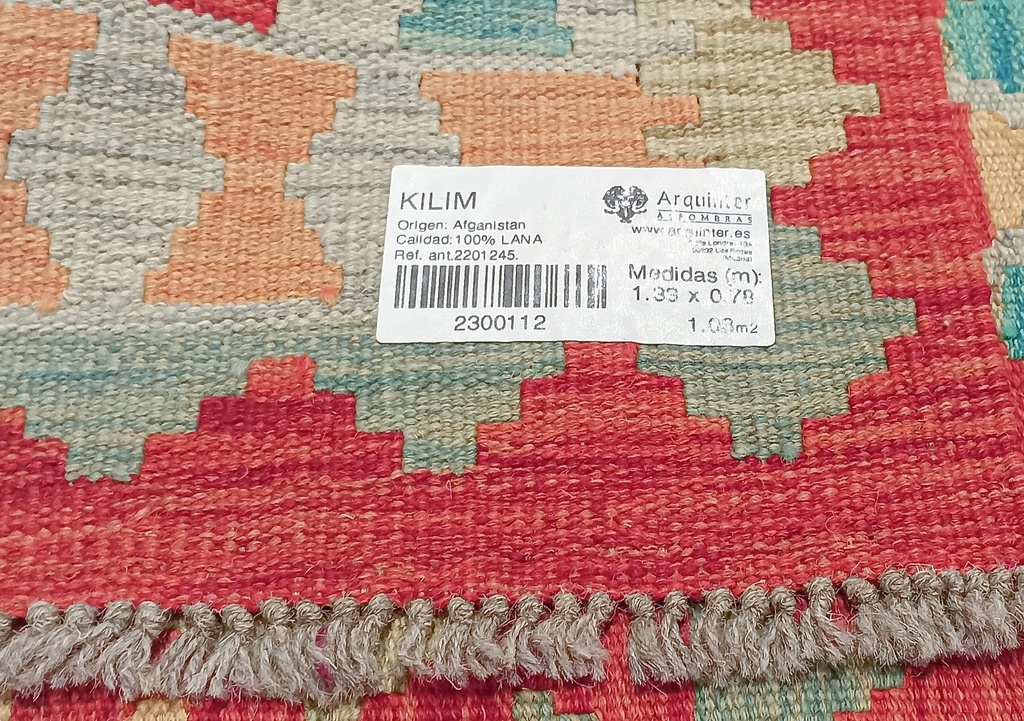 KILIM
Origen: Afganistan
Calidad:100% LANA
Ref. ant.2201245.
2300112
Arquinter
ALFOMBRAS
www.arquinter.es
Medidas (m):
1.33 x 0.78
1.03m2